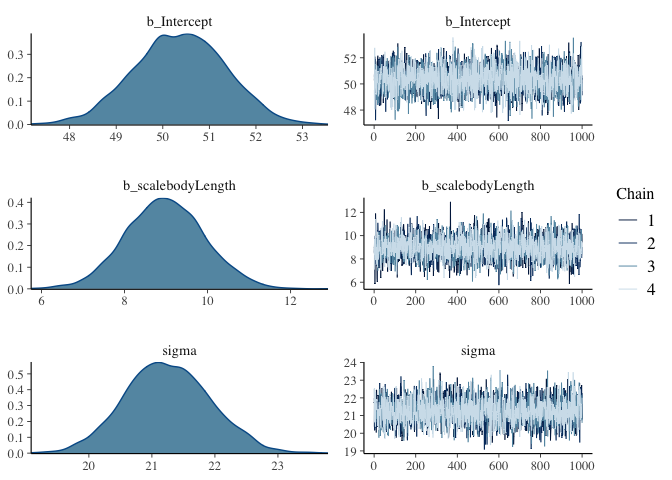 b_Intercept
0.3
0.2
0.1
0.0
48 49 50 51 52 53
b_Intercept
52
50
48
0 200 400 600 800 1000
b_scalebodyLength
0.4
0.3
0.2
0.1
0.0
6 8 10 12
b_scalebodyLength
12
10
8
6
0 200 400 600 800 1000
sigma
0.5
0.4
0.3
0.2
0.1
0.0
20 21 22 23
sigma
24
23
22
21
20
19
0 200 400 600 800 1000
Chain
1
2
3
4